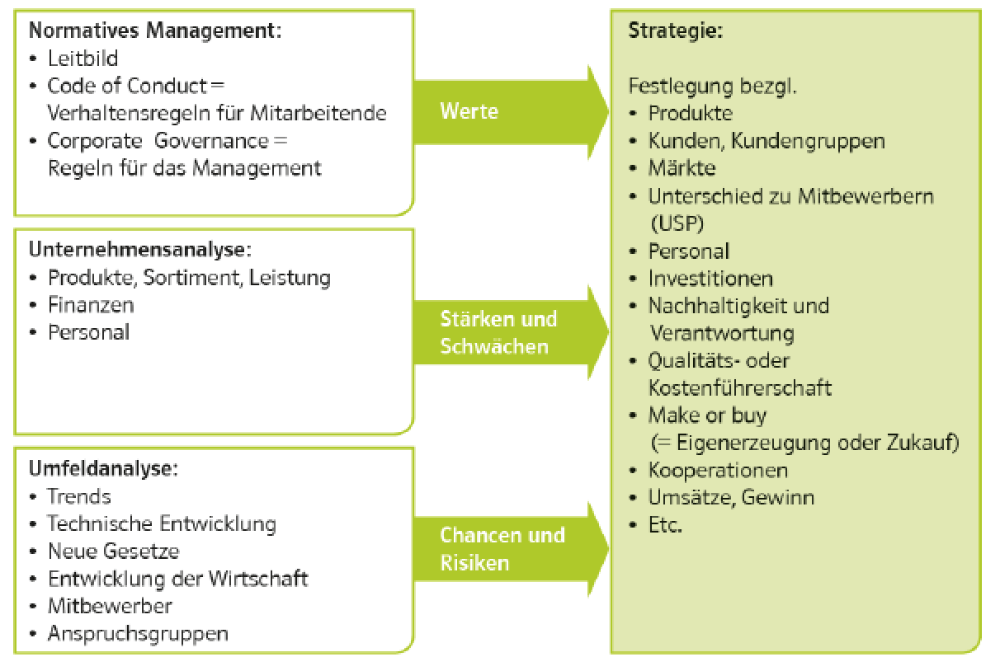 Normatives Management:
• Leitbild
• Code of Conduct =
Verhaltensregeln für Mitarbeitende
• Corporate Governance =
Regeln für das Management
Werte
Unternehmensanalyse:
• Produkte, Sortiment, Leistung
• Finanzen
• Personal
Stärken und
Schwächen
Umfeldanalyse:
• Trends
• Technische Entwicklung
• Neue Gesetze
• Entwicklung der Wirtschaft
• Mitbewerber
• Anspruchsgruppen
Chancen und
Risiken
Strategie:
Festlegung bezgl.
• Produkte
• Kunden, Kundengruppen
• Märkte
• Unterschied zu Mitbewerbern
(USP)
• Personal
• Investitionen
• Nachhaltigkeit und
Verantwortung
• Qualitäts- oder
Kostenführerschaft
• Make or buy
(= Eigenerzeugung oder Zukauf)
• Kooperationen
• Umsätze, Gewinn
• Etc.